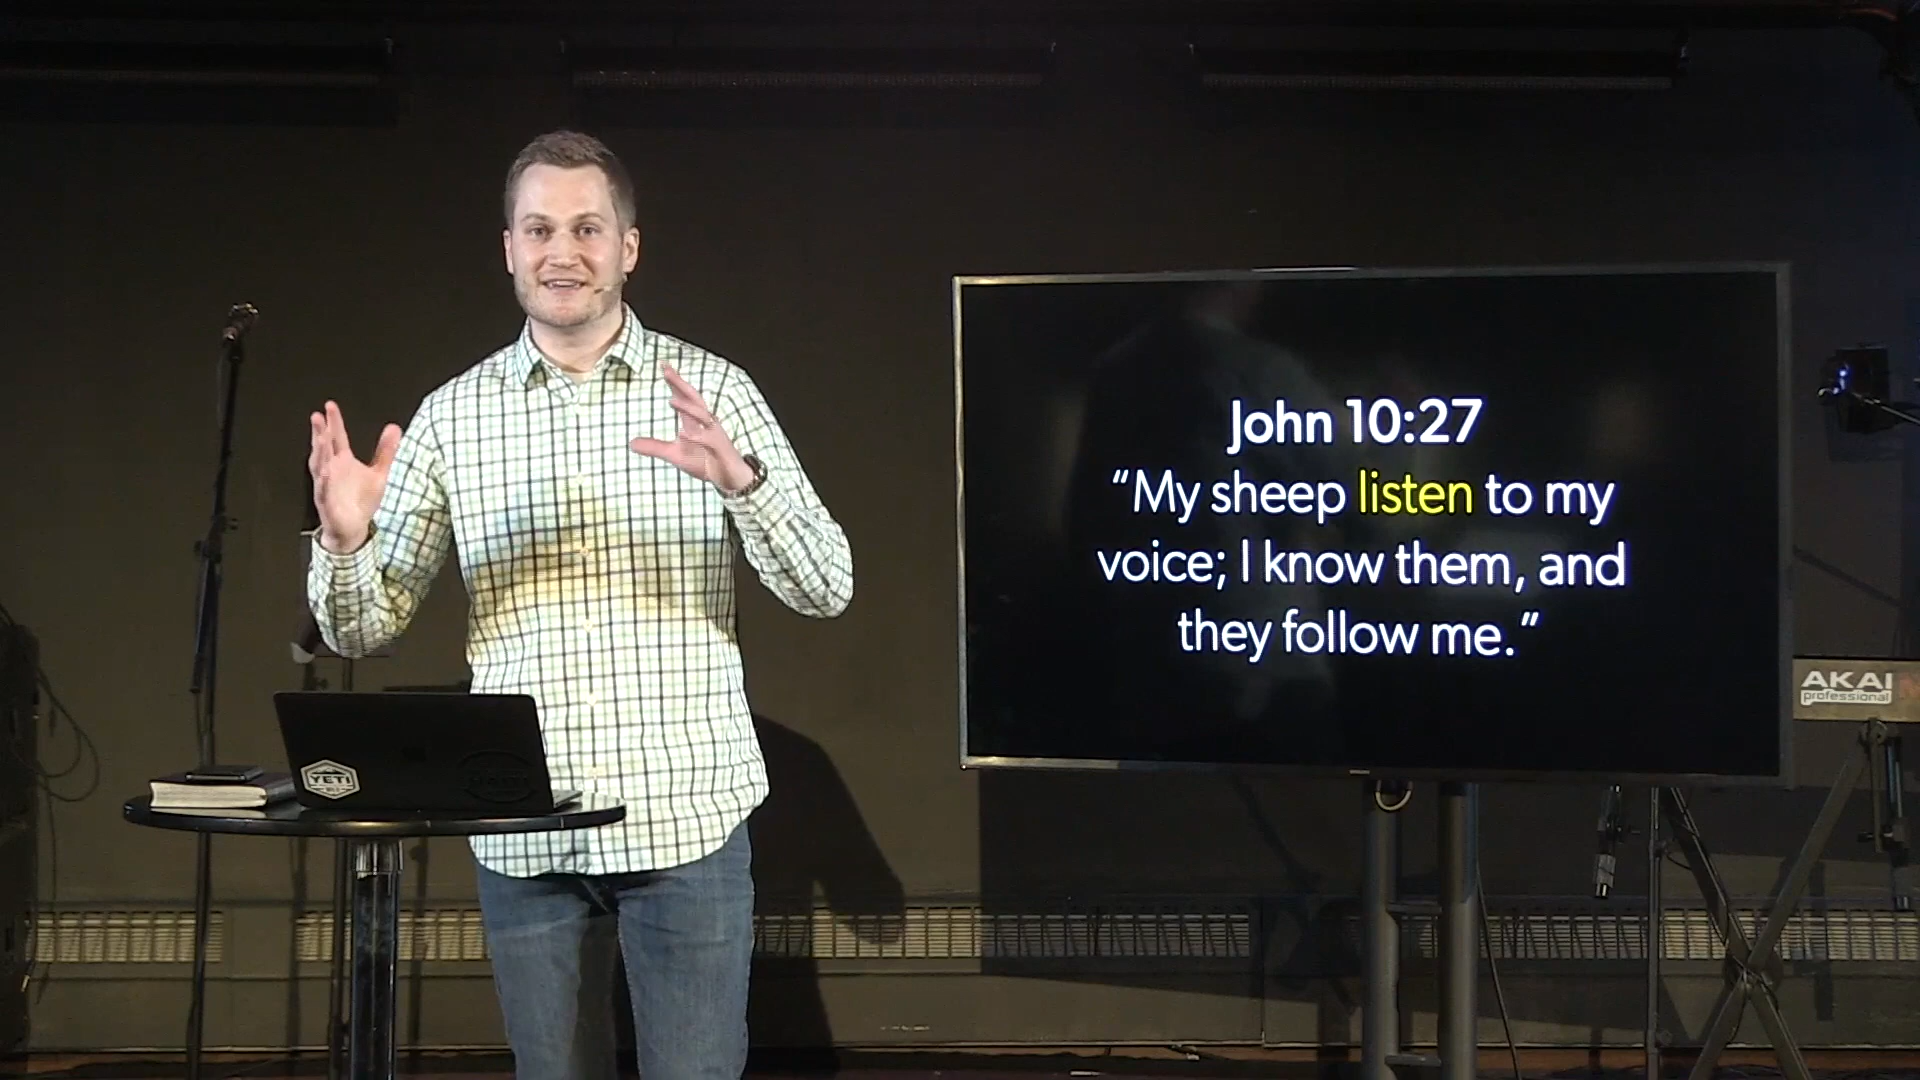 John 10:27
“My sheep listen to my
voice; I know them, and
they follow me.”
AKAI
professional
YETI